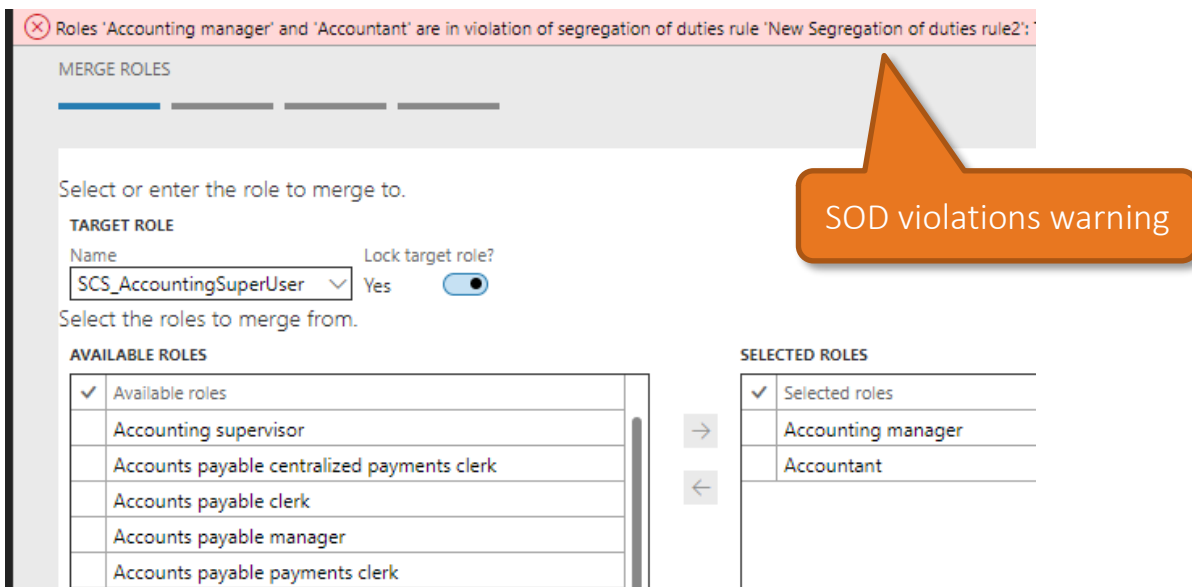 Roles 'Accounting manager' and 'Accountant' are in violation of segregation of duties rule 'New Segregation of duties rule2':
MERGE ROLES
SOD violations warning
Select or enter the role to merge to.
TARGET ROLE
Name Lock target role?
SCS_AccountingSuperUser Yes
Select the roles to merge from.
AVAILABLE ROLES SELECTED ROLES
Available roles Selected roles
Accounting supervisor Accounting manager
Accounts payable centralized payments clerk Accountant
Accounts payable clerk
Accounts payable manager
Accounts payable payments clerk